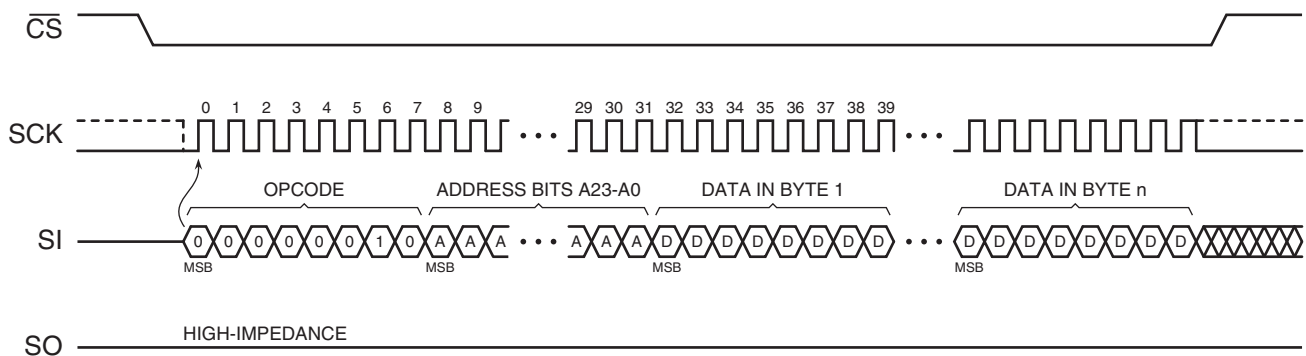 CS
0 1 2 3 4 5 6 7 8 9 29 30 31 32 33 34 35 36 37 38 39
SCK
OPCODE ADDRESS BITS A23-A0 DATA IN BYTE 1 DATA IN BYTE n
SI 0 0 0 0 0 0 1 0 A A A A A A D D D D D D D D D D D D D D D D
MSB MSB MSB MSB
HIGH-IMPEDANCE
SO